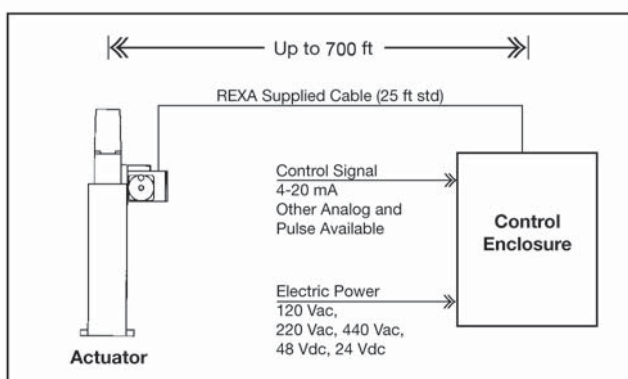 Up to 700 ft
REXA Supplied Cable (25 ft std)
Control Signal
4-20 mA
Other Analog and
Pulse Available
Control
Enclosure
Electric Power
120 Vac,
220 Vac, 440 Vac,
48 Vdc, 24 Vdc
Actuator